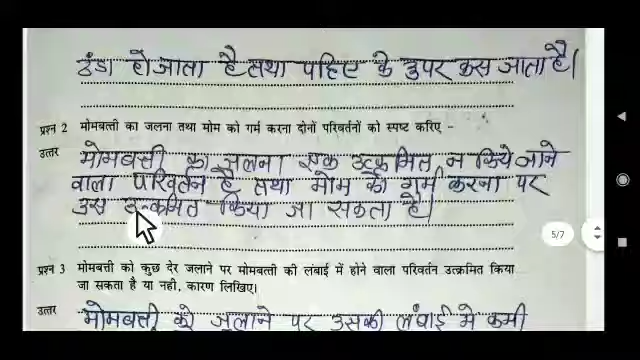 ठंडा हो जाता है तथा पहिए के उपर कस जाता है।
प्रश्न 2 मोमबत्ती का जलना तथा मोम को गर्म करना दोनों परिवर्तनों को स्पष्ट करिए -
उत्तर मोमबत्ती का जलना एक उत्क्रमित न किये जाने
वाला परिवर्तन है तथा मोम को गर्म करना पर
उसे उत्क्रमित किया जा सकता है।
5/7
प्रश्न 3 मोमबत्ती को कुछ देर जलाने पर मोमबत्ती की लंबाई में होने वाला परिवर्तन उत्क्रमित किया
जा सकता है या नही, कारण लिखिए।
उत्तर मोमबत्ती को जलाने पर उसकी लंबाई मे कमी